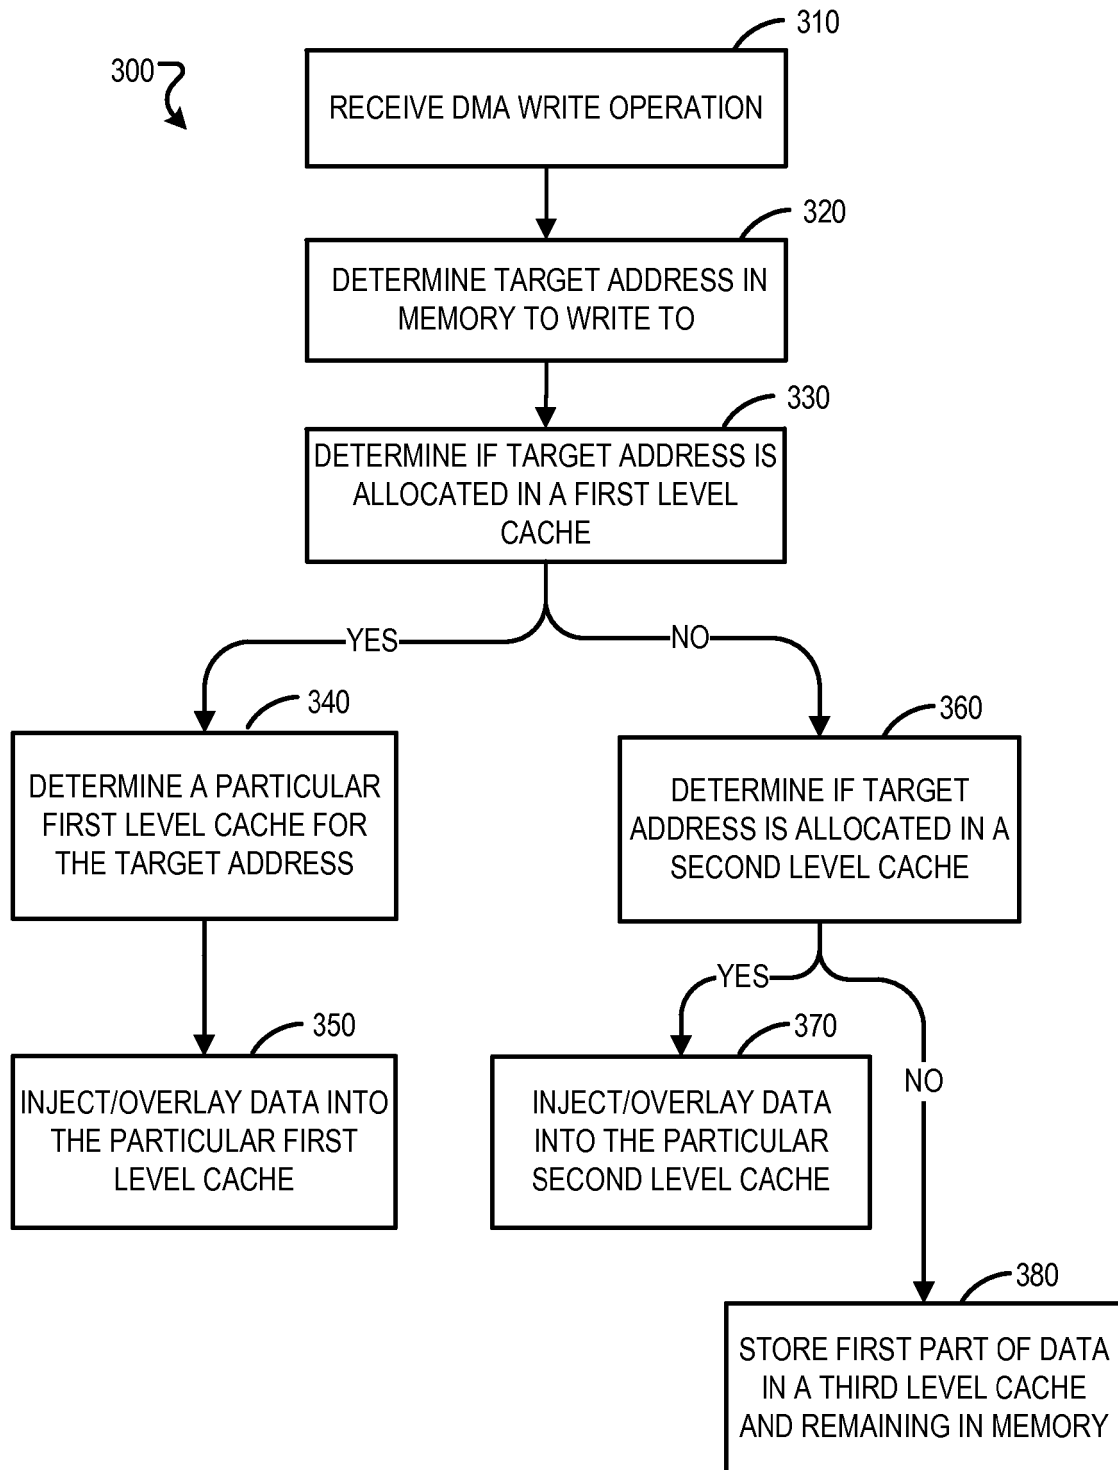 310
300
RECEIVE DMA WRITE OPERATION
320
DETERMINE TARGET ADDRESS IN
MEMORY TO WRITE TO
330
DETERMINE IF TARGET ADDRESS IS
ALLOCATED IN A FIRST LEVEL
CACHE
YES
NO
340
DETERMINE A PARTICULAR
FIRST LEVEL CACHE FOR
THE TARGET ADDRESS
360
DETERMINE IF TARGET
ADDRESS IS ALLOCATED IN A
SECOND LEVEL CACHE
YES
NO
350
INJECT/OVERLAY DATA INTO
THE PARTICULAR FIRST
LEVEL CACHE
370
INJECT/OVERLAY DATA
INTO THE PARTICULAR
SECOND LEVEL CACHE
380
STORE FIRST PART OF DATA
IN A THIRD LEVEL CACHE
AND REMAINING IN MEMORY